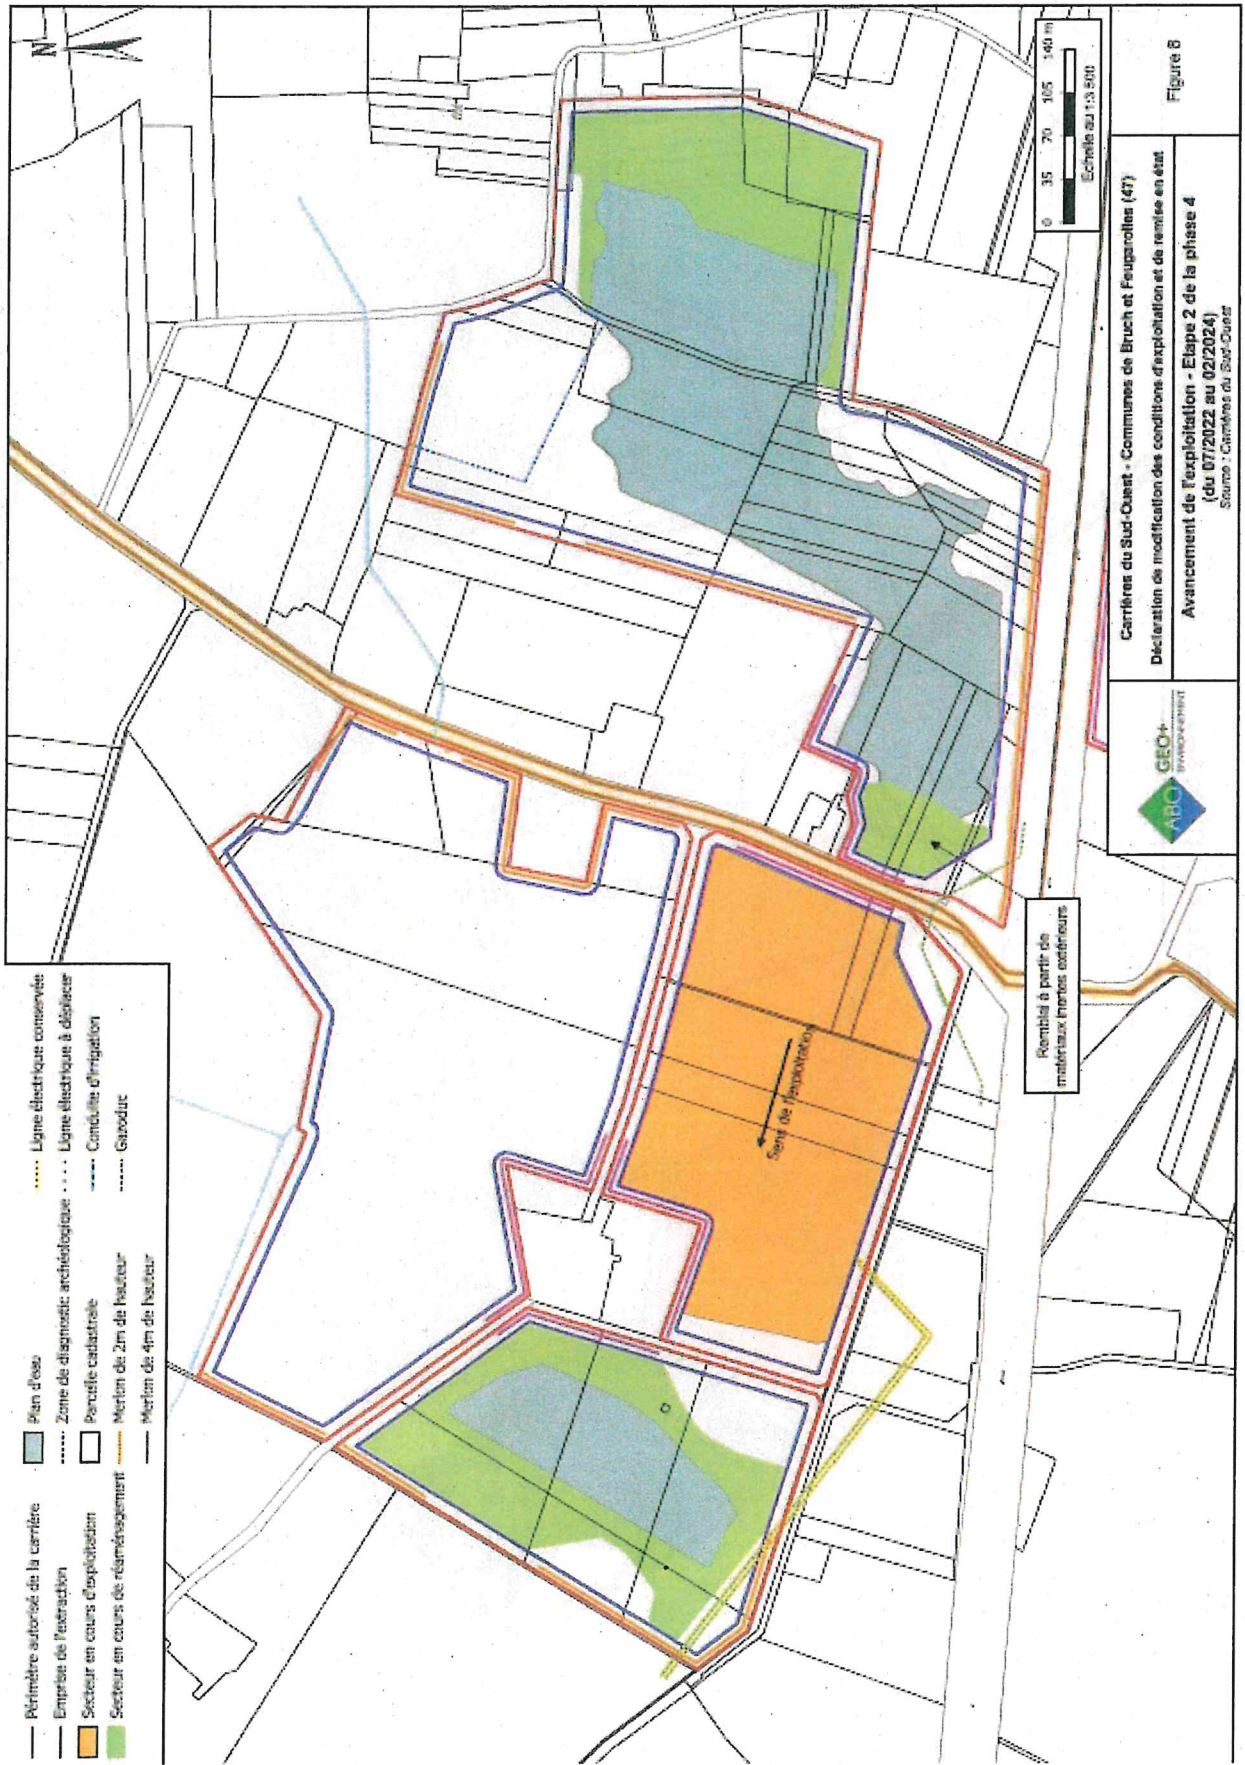 N
Périmètre autorisé de la carrière
Emprise de l'extraction
Secteur en cours d'exploitation
Secteur en cours de réaménagement
Plan d'eau
Zone de diagnostic archéologique
Parcelle cadastrale
Merlon de 2m de hauteur
Merlon de 4m de hauteur
Ligne électrique conservée
Ligne électrique à déplacer
Conduite d'irrigation
Gazoduc
Sens de l'exploitation
Remblai à partir de
matériaux inertes extérieurs
0 35 70 105 140 m
Echelle au 1:3 500
ABO GEO+
ENVIRONNEMENT
Carrières du Sud-Ouest - Communes de Bruch et Feugarolles (47)
Déclaration de modification des conditions d'exploitation et de remise en état
Avancement de l'exploitation - Etape 2 de la phase 4
(du 07/2022 au 02/2024)
Source : Carrières du Sud-Ouest